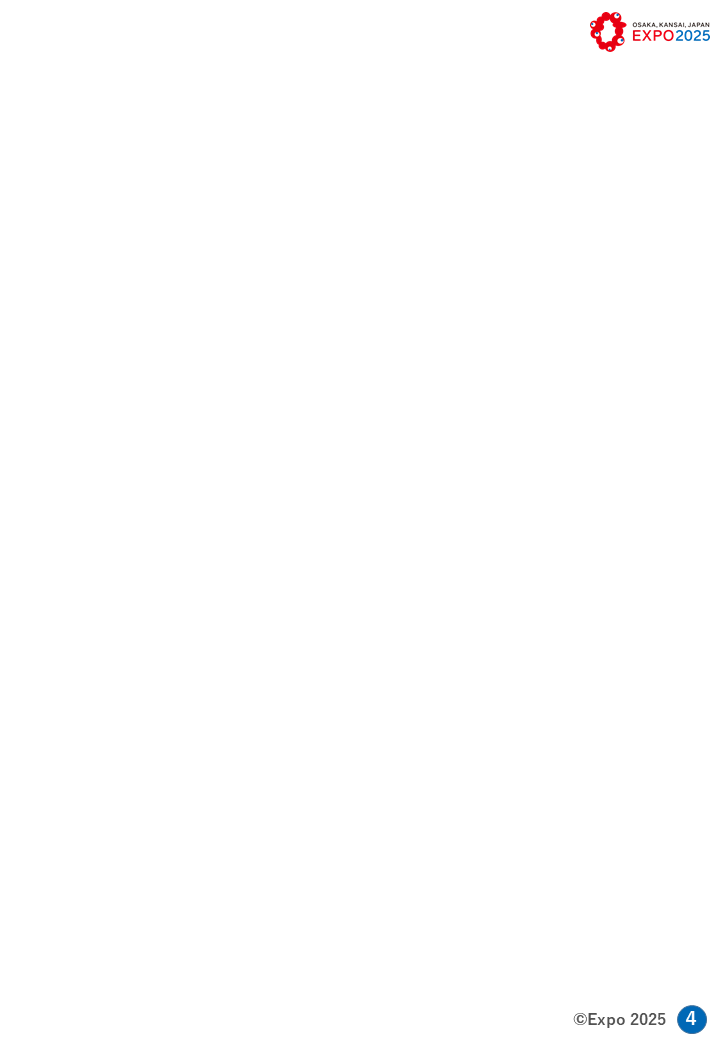 OSAKA, KANSAI, JAPAN
EXPO2025
©Expo 2025 4